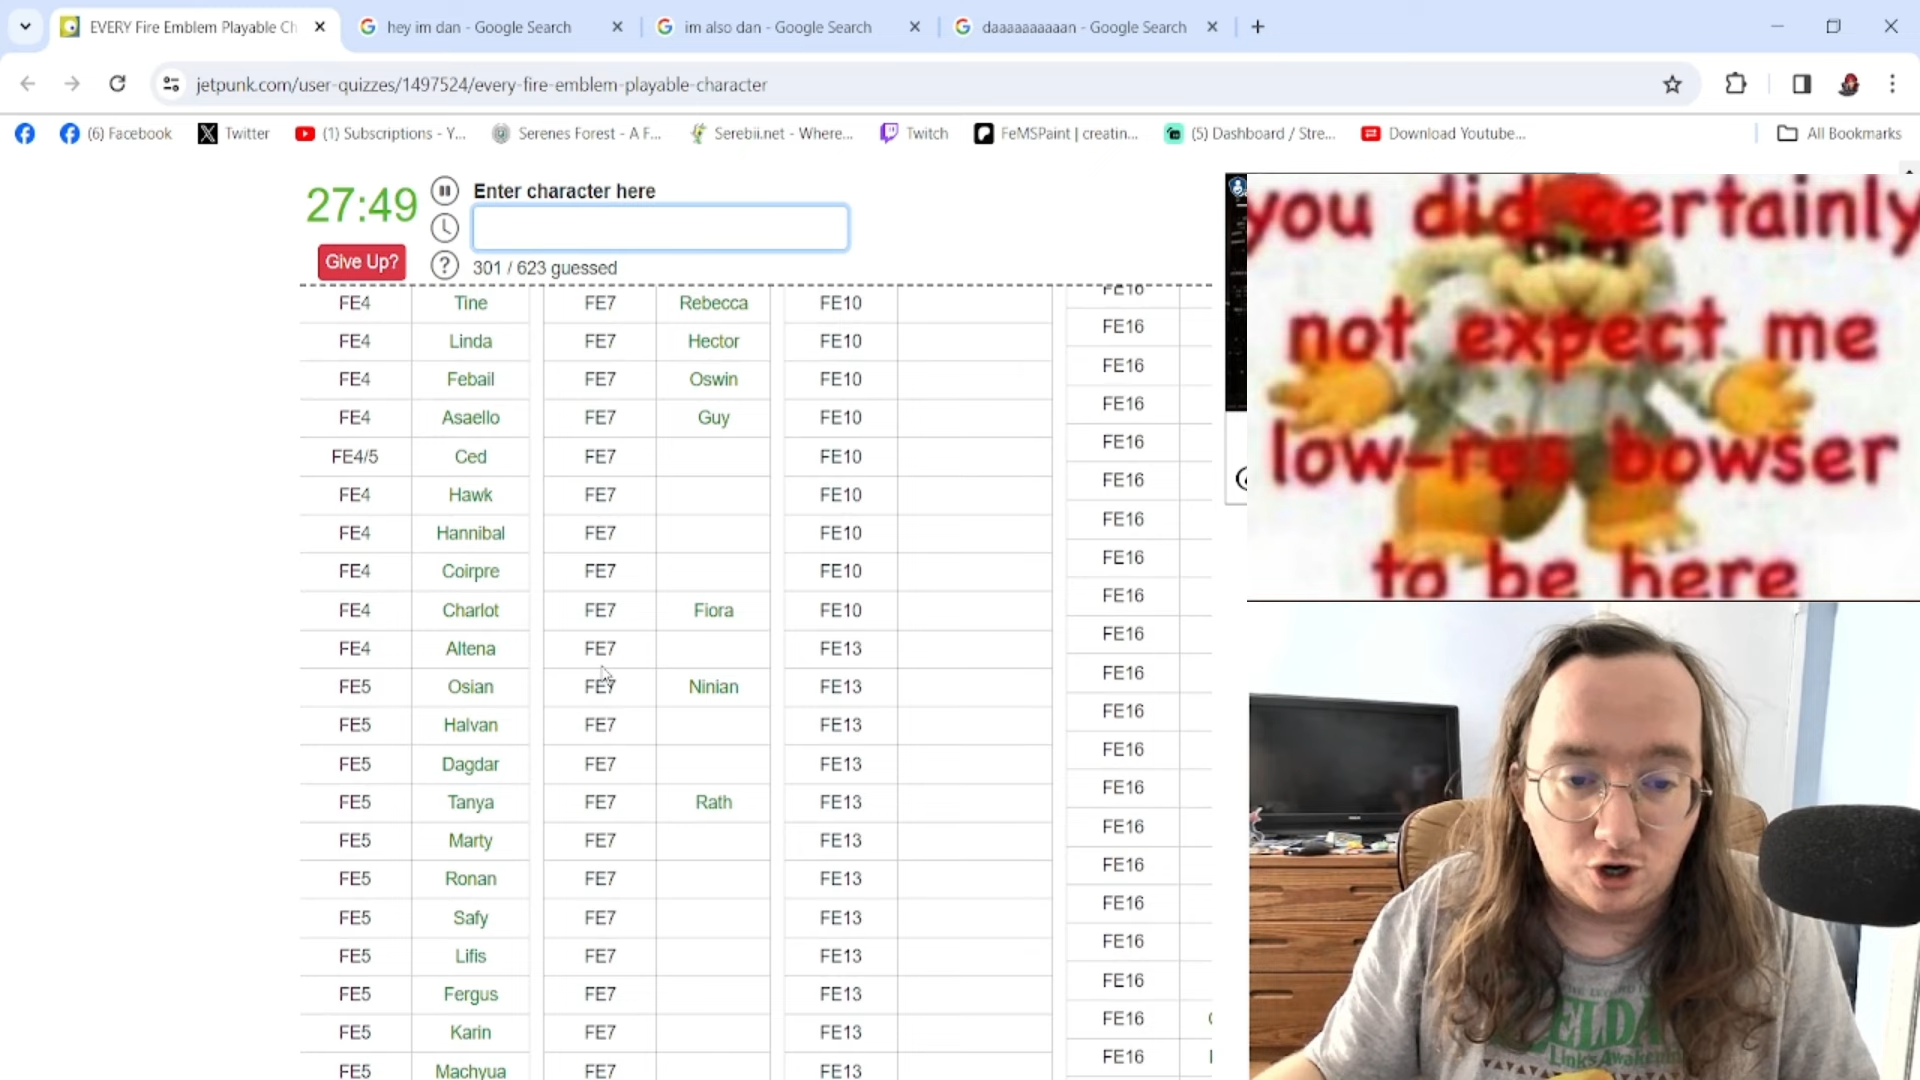 EVERY Fire Emblem Playable Ch
hey im dan - Google Search
im also dan - Google Search
daaaaaaaaaan - Google Search
jetpunk.com/user-quizzes/1497524/every-fire-emblem-playable-character
(6) Facebook
Twitter
(1) Subscriptions - Y...
Serenes Forest - A F...
Serebii.net - Where...
Twitch
FeMSPaint | creatin...
(5) Dashboard / Stre...
Download Youtube...
All Bookmarks
27:49
Enter character here
Give Up?
301 / 623 guessed
FE4 Tine FE7 Rebecca FE10 FE16
FE4 Linda FE7 Hector FE10 FE16
FE4 Febail FE7 Oswin FE10 FE16
FE4 Asaello FE7 Guy FE10 FE16
FE4/5 Ced FE7 FE10 FE16
FE4 Hawk FE7 FE10 FE16
FE4 Hannibal FE7 FE10 FE16
FE4 Coirpre FE7 FE10 FE16
FE4 Charlot FE7 Fiora FE10 FE16
FE4 Altena FE7 FE13 FE16
FE5 Osian FE7 Ninian FE13 FE16
FE5 Halvan FE7 FE13 FE16
FE5 Dagdar FE7 FE13 FE16
FE5 Tanya FE7 Rath FE13 FE16
FE5 Marty FE7 FE13 FE16
FE5 Ronan FE7 FE13 FE16
FE5 Safy FE7 FE13 FE16
FE5 Lifis FE7 FE13 FE16
FE5 Fergus FE7 FE13 FE16
FE5 Karin FE7 FE13 FE16
FE5 Machyua FE7 FE13 FE16
you did certainly
not expect me
low-res bowser
to be here
THE LEGEND OF
ZELDA
Link's Awakening